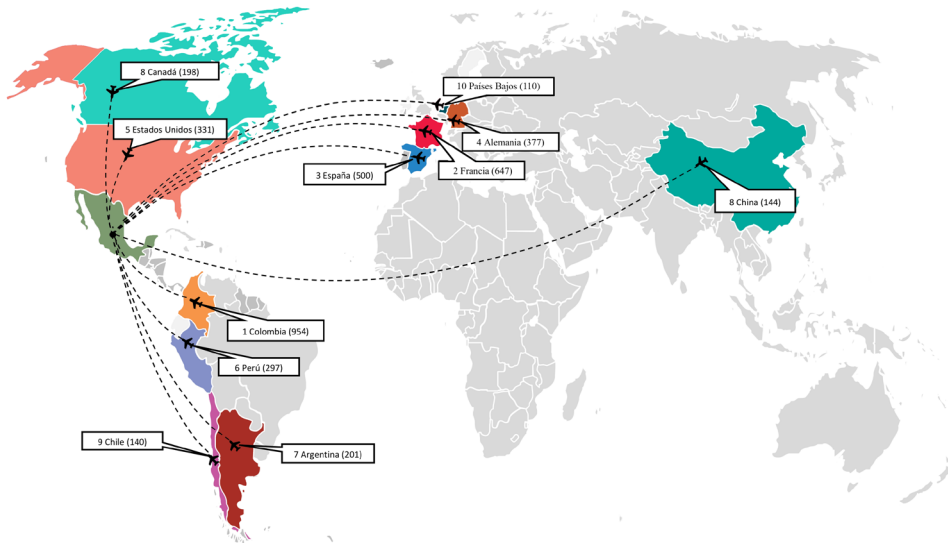 8 Canadá (198)
10 Países Bajos (110)
5 Estados Unidos (331)
4 Alemania (377)
3 España (500)
2 Francia (647)
8 China (144)
1 Colombia (954)
6 Perú (297)
9 Chile (140)
7 Argentina (201)